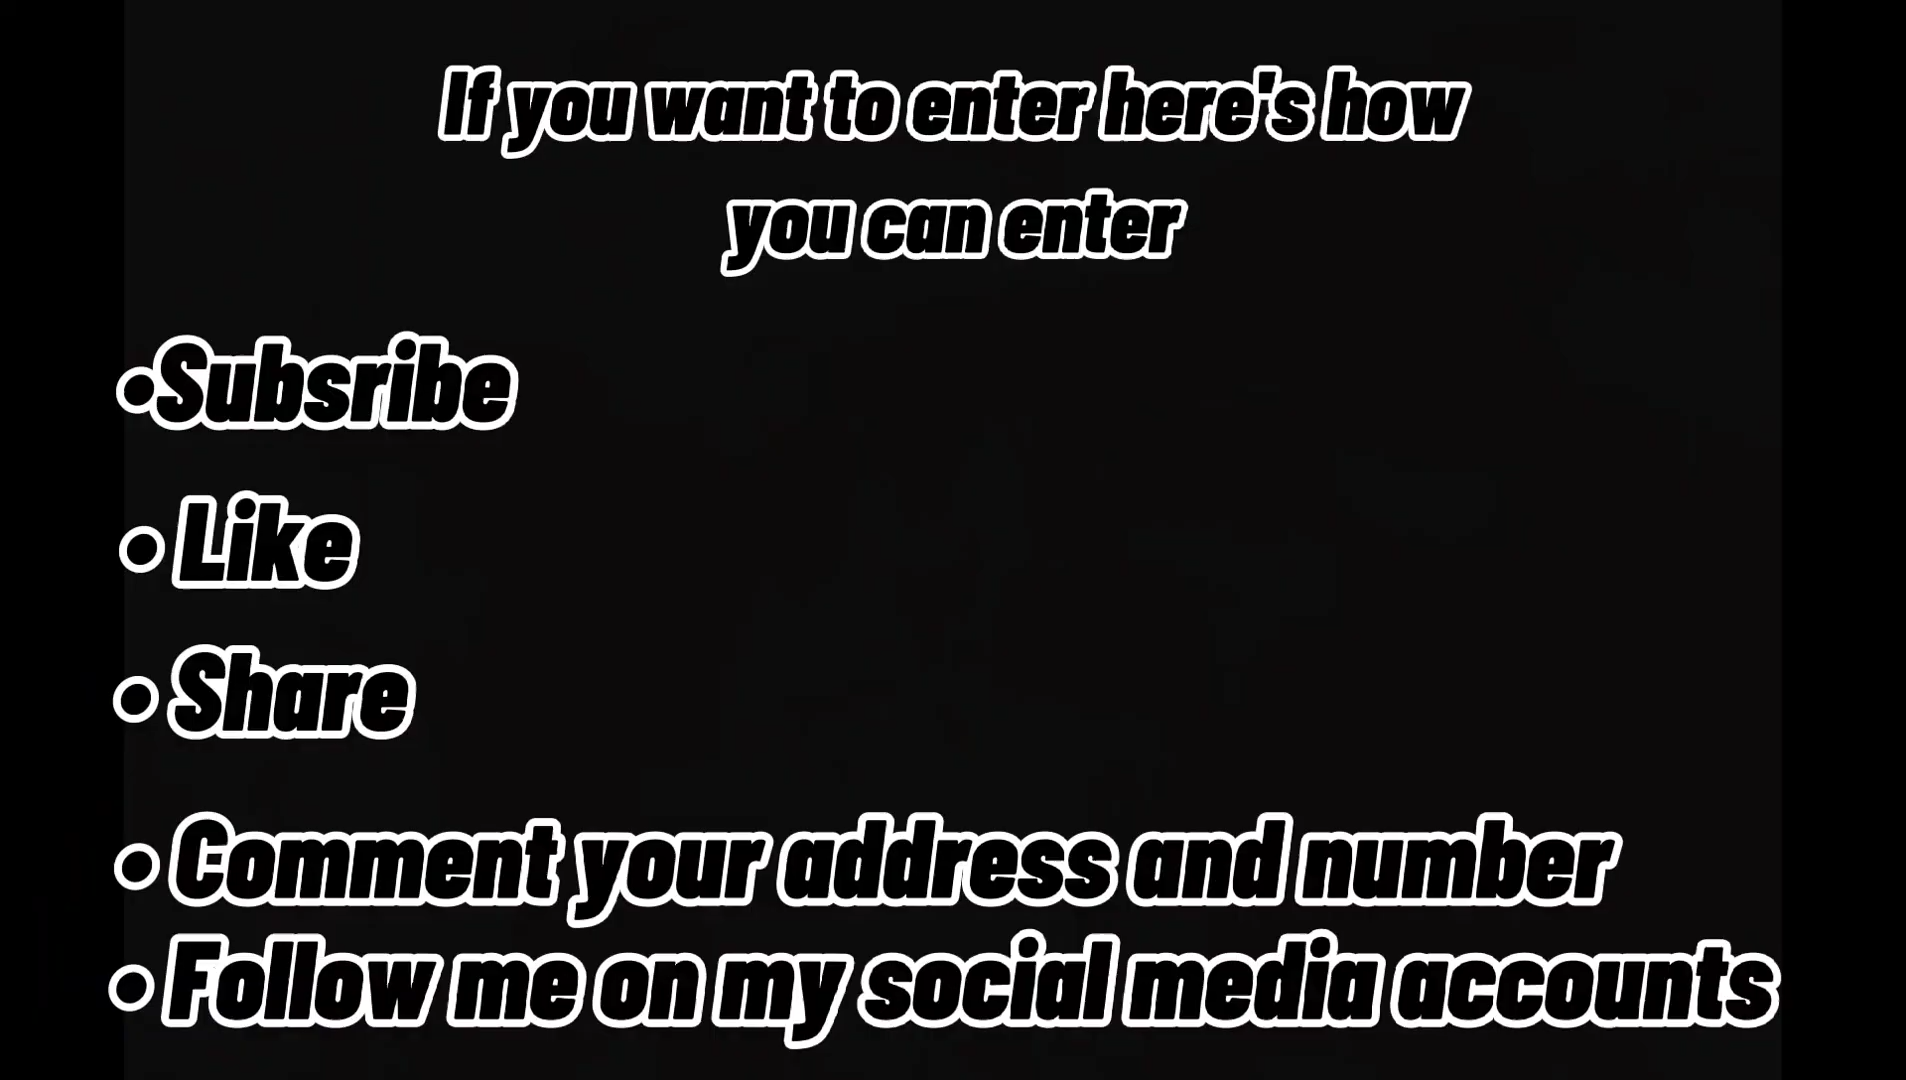 If you want to enter here's how
you can enter
•Subsribe
• Like
• Share
• Comment your address and number
• Follow me on my social media accounts